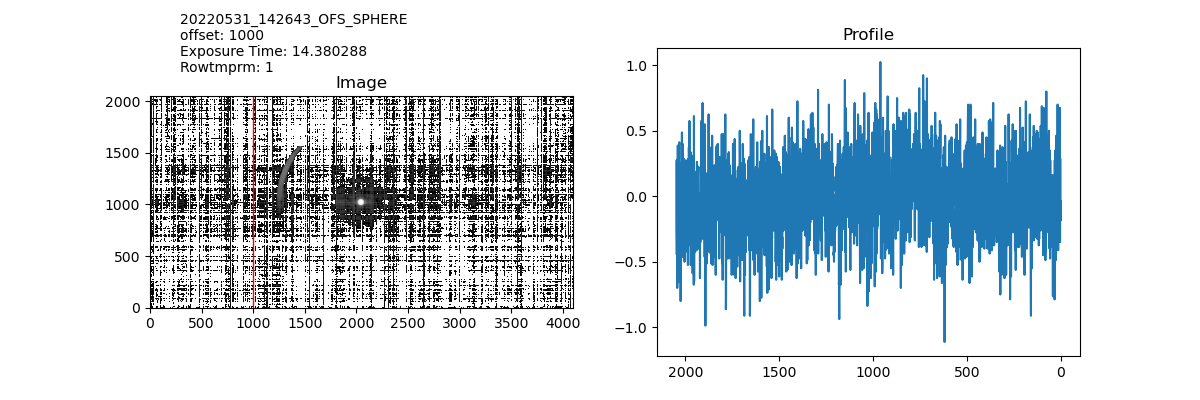 20220531_142643_OFS_SPHERE
offset: 1000
Exposure Time: 14.380288
Rowtmprm: 1
Image
2000
1500
1000
500
0
0 500 1000 1500 2000 2500 3000 3500 4000
Profile
1.0
0.5
0.0
−0.5
−1.0
2000 1500 1000 500 0